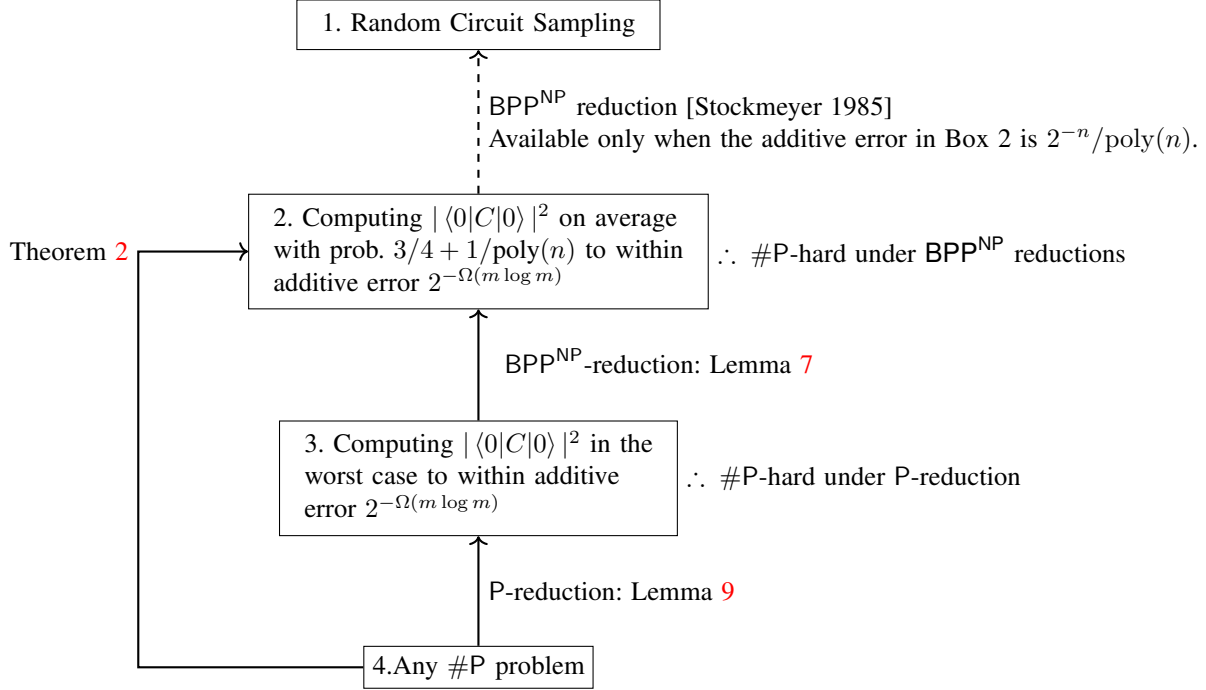 1. Random Circuit Sampling
BPP^NP reduction [Stockmeyer 1985]
Available only when the additive error in Box 2 is 2^{-n}/poly(n).
2. Computing |⟨0|C|0⟩|^2 on average
with prob. 3/4 + 1/poly(n) to within
additive error 2^{-Ω(m log m)}
Theorem 2
∴ #P-hard under BPP^NP reductions
BPP^NP-reduction: Lemma 7
3. Computing |⟨0|C|0⟩|^2 in the
worst case to within additive
error 2^{-Ω(m log m)}
∴ #P-hard under P-reduction
P-reduction: Lemma 9
4.Any #P problem